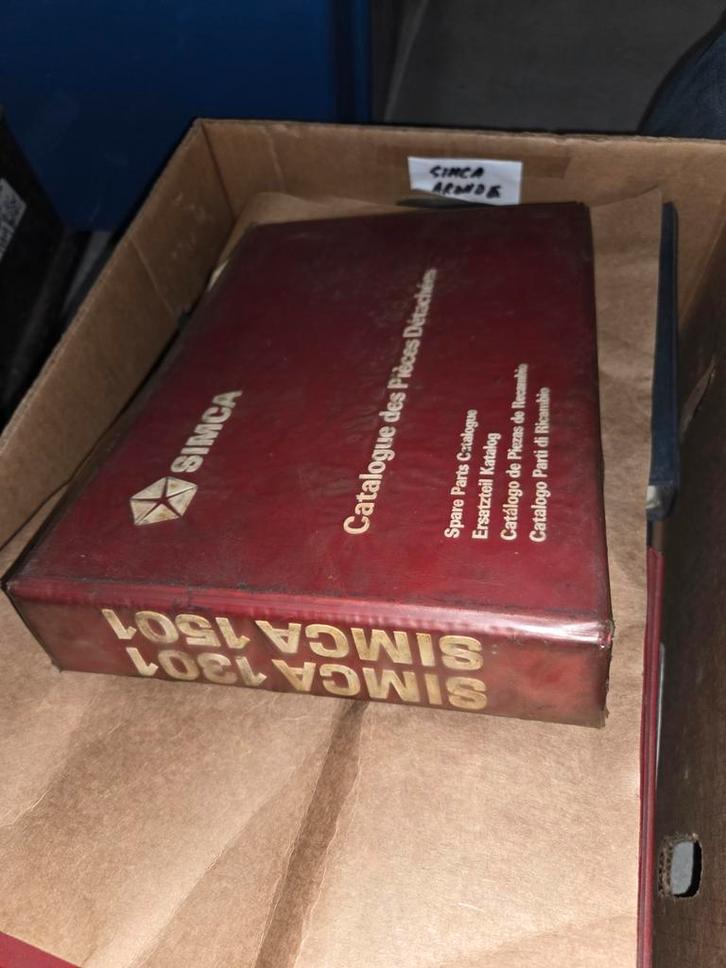 SIMCA
ARONDE
SIMCA
Catalogue des Pièces Détachées
Spare Parts Catalogue
Ersatzteil Katalog
Catálogo de Piezas de Recambio
Catalogo Parti di Ricambio
SIMCA 1301
SIMCA 1501